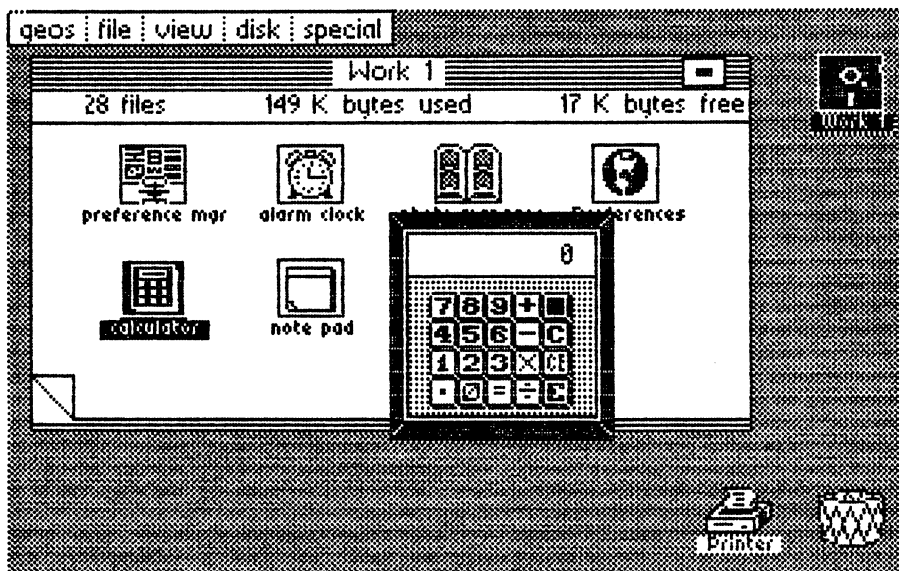 geos file view disk special
Work 1
28 files 149 K bytes used 17 K bytes free
preference mgr alarm clock Preferences
0
calculator note pad
7 8 9 +
4 5 6 - C
1 2 3 × CE
. 0 = ÷ E
Printer